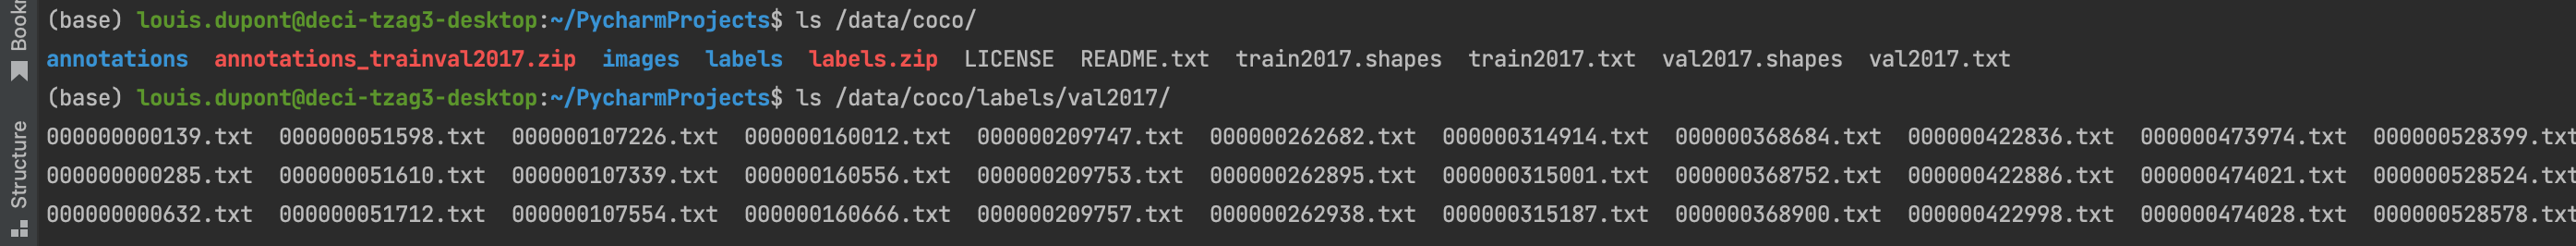 Bookm
Structure
(base) louis.dupont@deci-tzag3-desktop:~/PycharmProjects$ ls /data/coco/
annotations annotations_trainval2017.zip images labels labels.zip LICENSE README.txt train2017.shapes train2017.txt val2017.shapes val2017.txt
(base) louis.dupont@deci-tzag3-desktop:~/PycharmProjects$ ls /data/coco/labels/val2017/
000000000139.txt 000000051598.txt 000000107226.txt 000000160012.txt 000000209747.txt 000000262682.txt 000000314914.txt 000000368684.txt 000000422836.txt 000000473974.txt 000000528399.txt
000000000285.txt 000000051610.txt 000000107339.txt 000000160556.txt 000000209753.txt 000000262895.txt 000000315001.txt 000000368752.txt 000000422886.txt 000000474021.txt 000000528524.txt
000000000632.txt 000000051712.txt 000000107554.txt 000000160666.txt 000000209757.txt 000000262938.txt 000000315187.txt 000000368900.txt 000000422998.txt 000000474028.txt 000000528578.txt